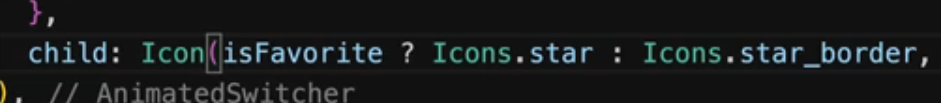 },
child: Icon(isFavorite ? Icons.star : Icons.star_border,
), // AnimatedSwitcher